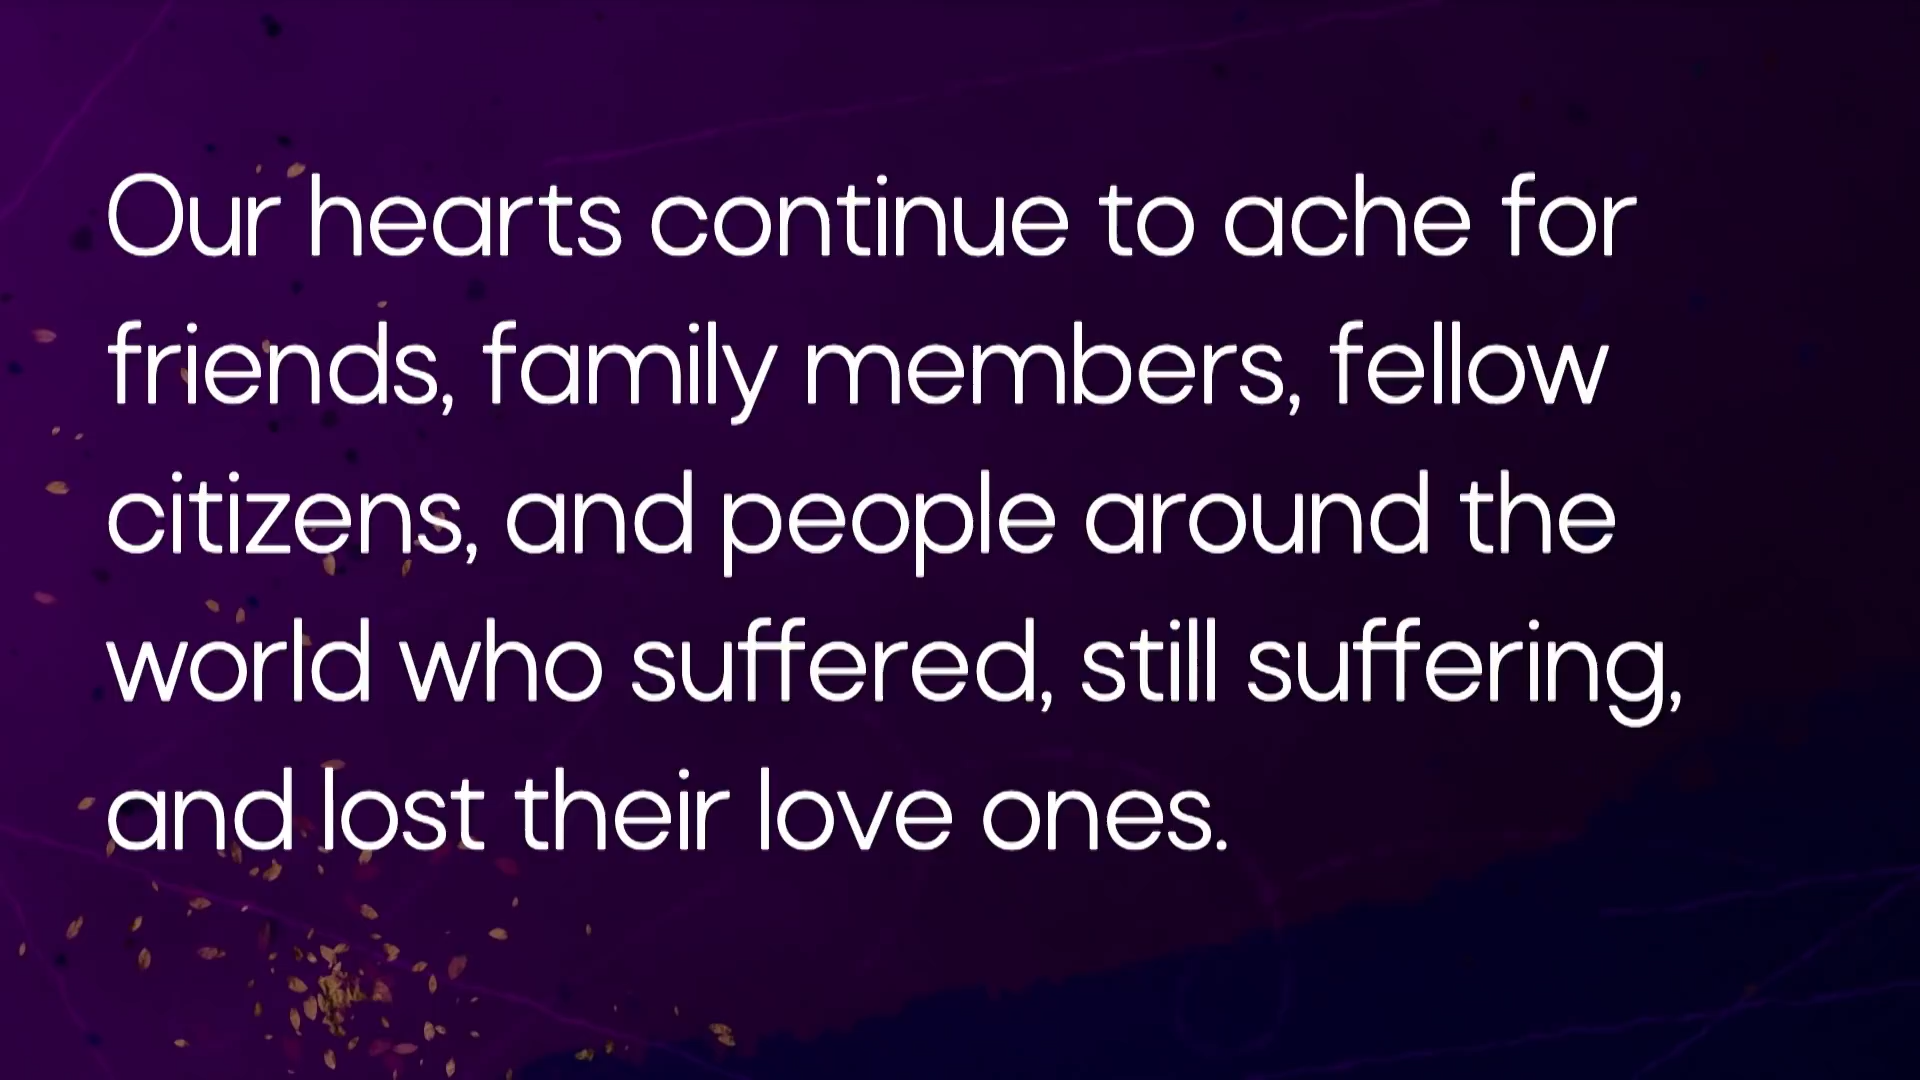 Our hearts continue to ache for
friends, family members, fellow
citizens, and people around the
world who suffered, still suffering,
and lost their love ones.